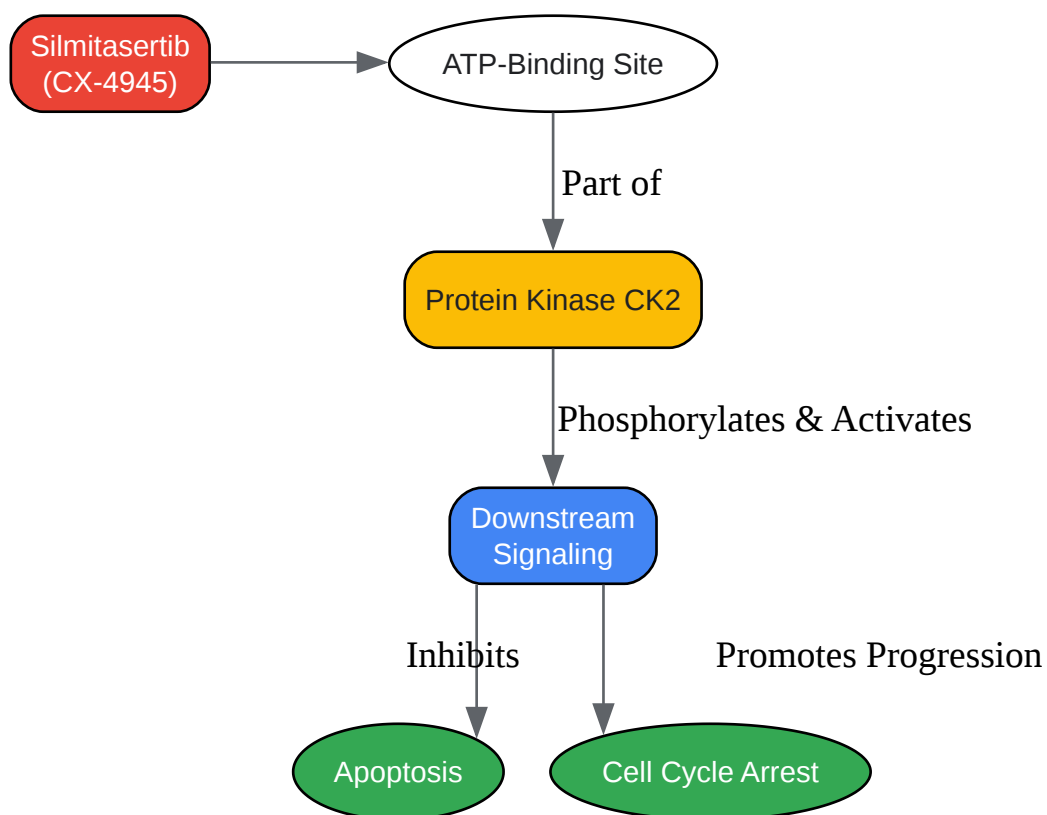 Silmitasertib
(CX-4945)
ATP-Binding Site
Part of
Protein Kinase CK2
Phosphorylates & Activates
Downstream
Signaling
Inhibits
Promotes Progression
Apoptosis
Cell Cycle Arrest